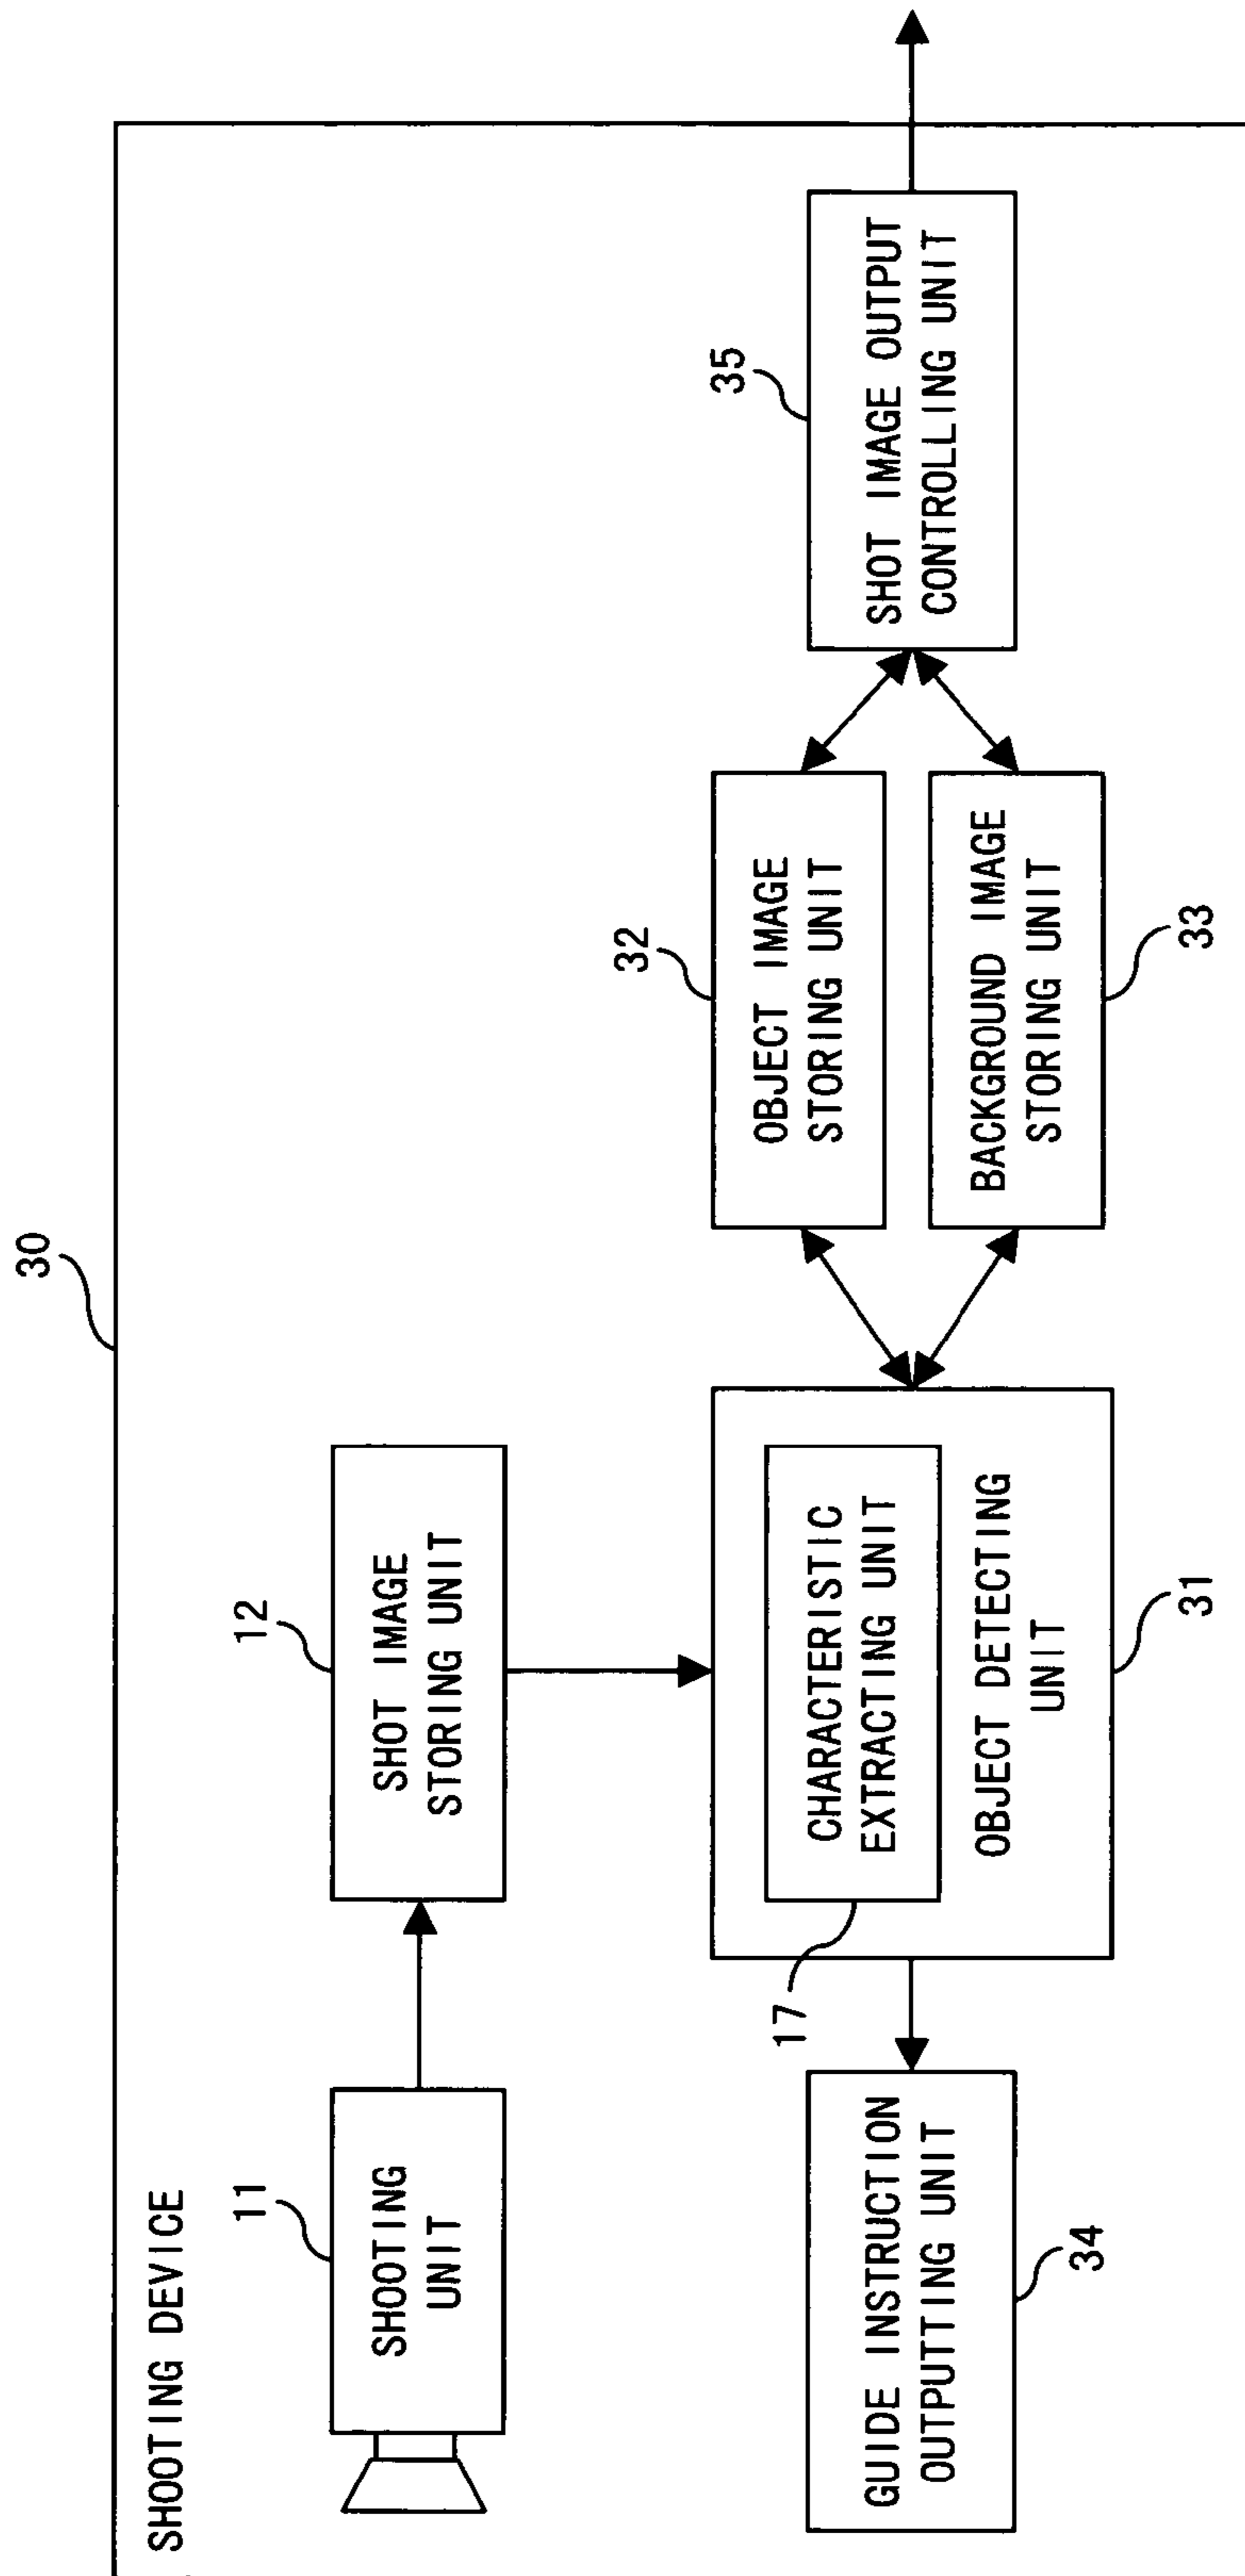 30
SHOOTING DEVICE
11
SHOOTING
UNIT
12
SHOT IMAGE
STORING UNIT
34
GUIDE INSTRUCTION
OUTPUTTING UNIT
17
CHARACTERISTIC
EXTRACTING UNIT
OBJECT DETECTING
UNIT
31
32
OBJECT IMAGE
STORING UNIT
BACKGROUND IMAGE
STORING UNIT
33
35
SHOT IMAGE OUTPUT
CONTROLLING UNIT